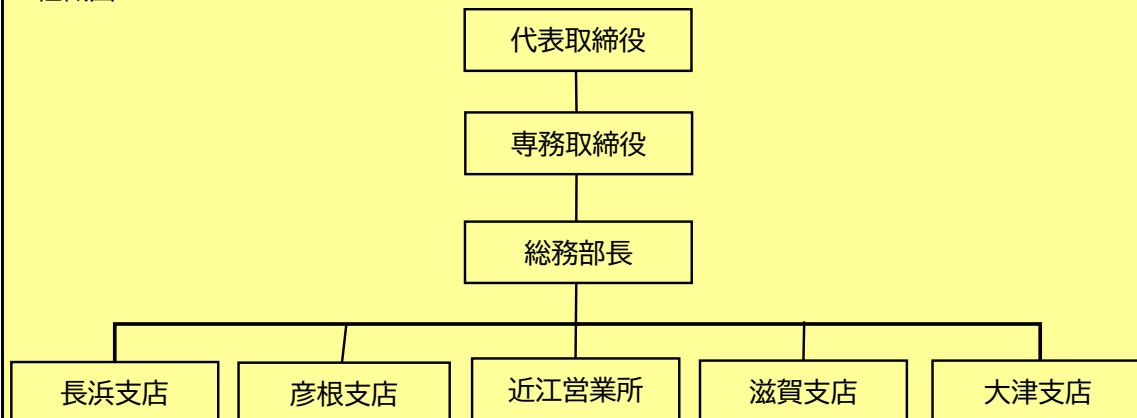 代表取締役
専務取締役
総務部長
長浜支店
彦根支店
近江営業所
滋賀支店
大津支店